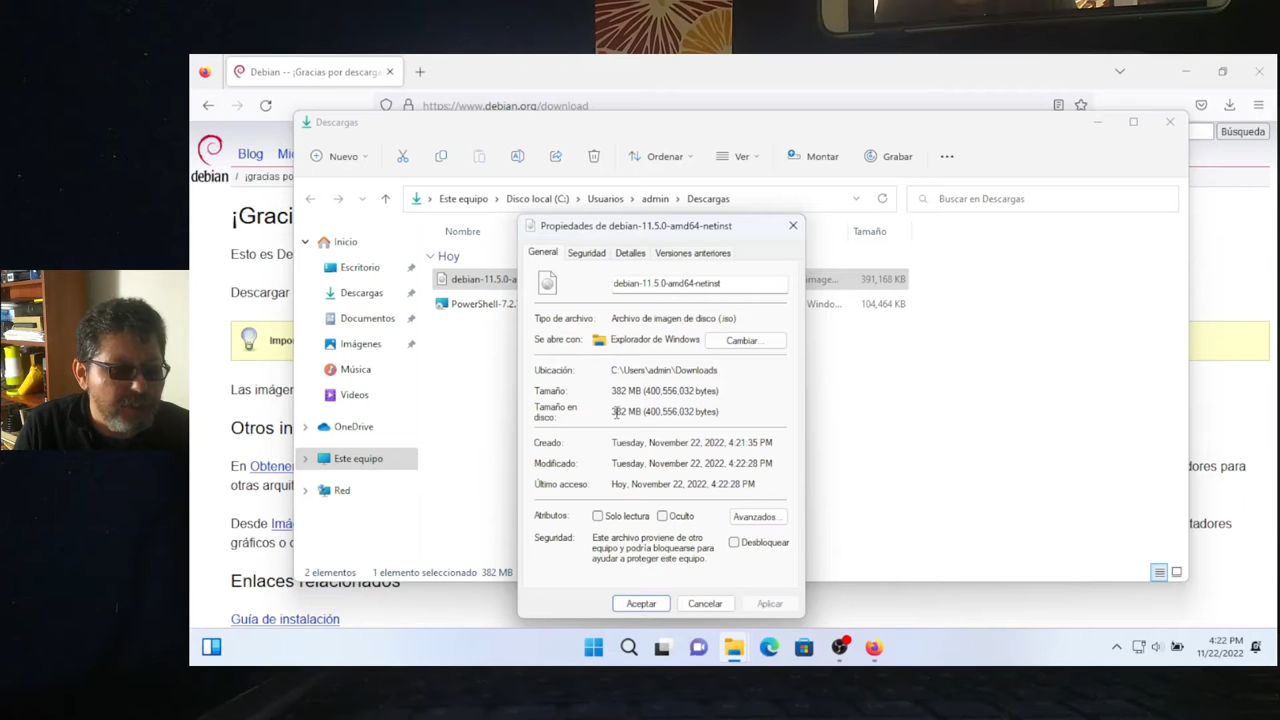 Debian -- ¡Gracias por descarga
https://www.debian.org/download
Búsqueda
Blog
debian
Descargas
Nuevo
Ordenar
Ver
Montar
Grabar
Este equipo
Disco local (C:)
Usuarios
admin
Descargas
Buscar en Descargas
¡Graci
Esto es De
Descargar
Impor
Las imáge
Otros in
En Obtene
otras arquit
Desde Imá
gráficos o c
Enlaces relacionados
Guía de instalación
dores para
tadores
Inicio
Escritorio
Descargas
Documentos
Imágenes
Música
Videos
OneDrive
Este equipo
Red
Nombre
Tamaño
Hoy
debian-11.5.0-a
image...
391,168 KB
PowerShell-7.2.
Windo...
104,464 KB
2 elementos
1 elemento seleccionado 382 MB
Propiedades de debian-11.5.0-amd64-netinst
General
Seguridad
Detalles
Versiones anteriores
debian-11.5.0-amd64-netinst
Tipo de archivo: Archivo de imagen de disco (.iso)
Se abre con: Explorador de Windows
Cambiar...
Ubicación: C:\Users\admin\Downloads
Tamaño: 382 MB (400,556,032 bytes)
Tamaño en
disco: 382 MB (400,556,032 bytes)
Creado: Tuesday, November 22, 2022, 4:21:35 PM
Modificado: Tuesday, November 22, 2022, 4:22:28 PM
Último acceso: Hoy, November 22, 2022, 4:22:28 PM
Atributos: Solo lectura Oculto
Avanzados...
Seguridad: Este archivo proviene de otro
equipo y podría bloquearse para
ayudar a proteger este equipo.
Desbloquear
Aceptar
Cancelar
Aplicar
4:22 PM
11/22/2022